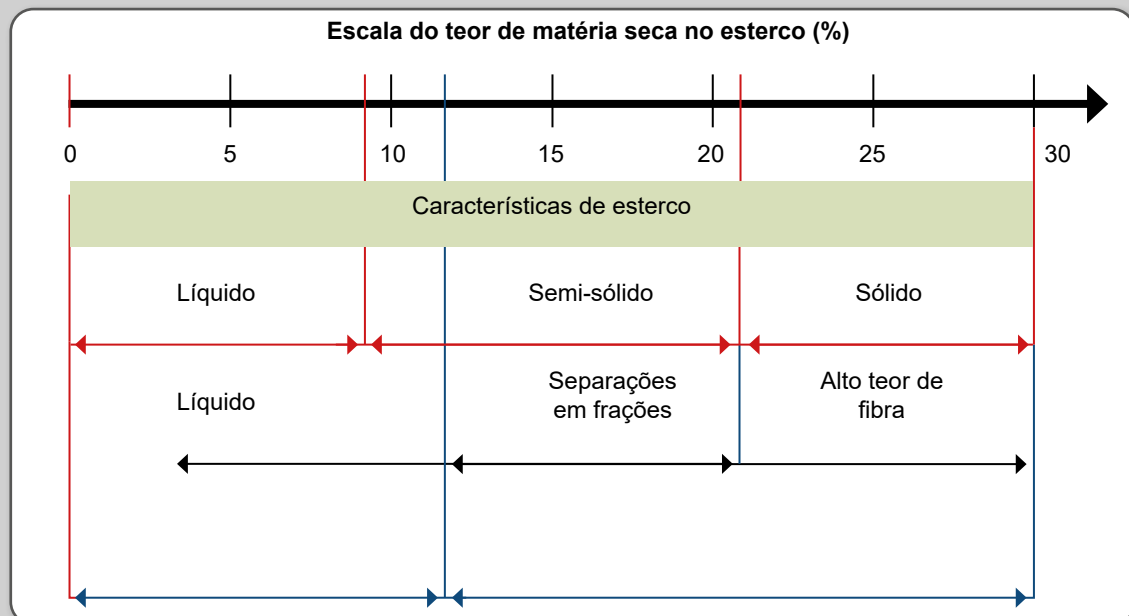 Escala do teor de matéria seca no esterco (%)
0 5 10 15 20 25 30
Características de esterco
Líquido Semi-sólido Sólido
Líquido Separações em frações Alto teor de fibra